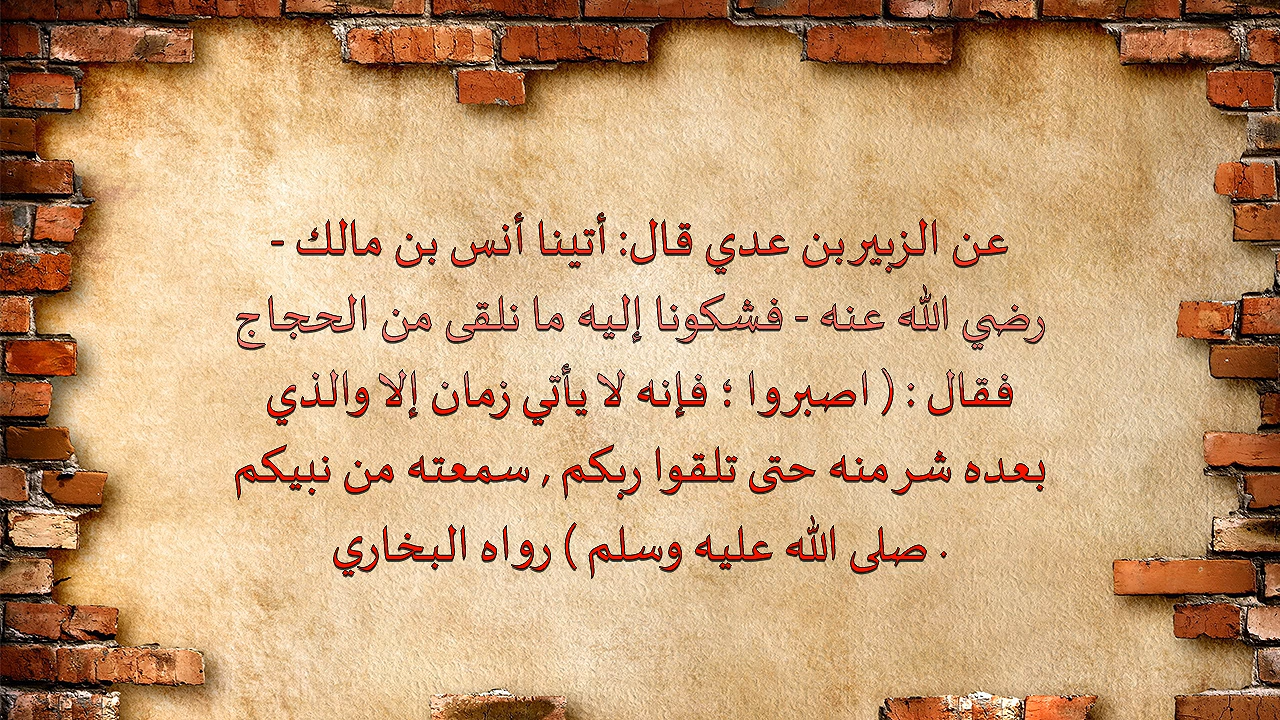 عن الزبير بن عدي قال: أتينا أنس بن مالك -
رضي الله عنه - فشكونا إليه ما نلقى من الحجاج
فقال : ( اصبروا ؛ فإنه لا يأتي زمان إلا والذي
بعده شر منه حتى تلقوا ربكم , سمعته من نبيكم
. صلى الله عليه وسلم ) رواه البخاري